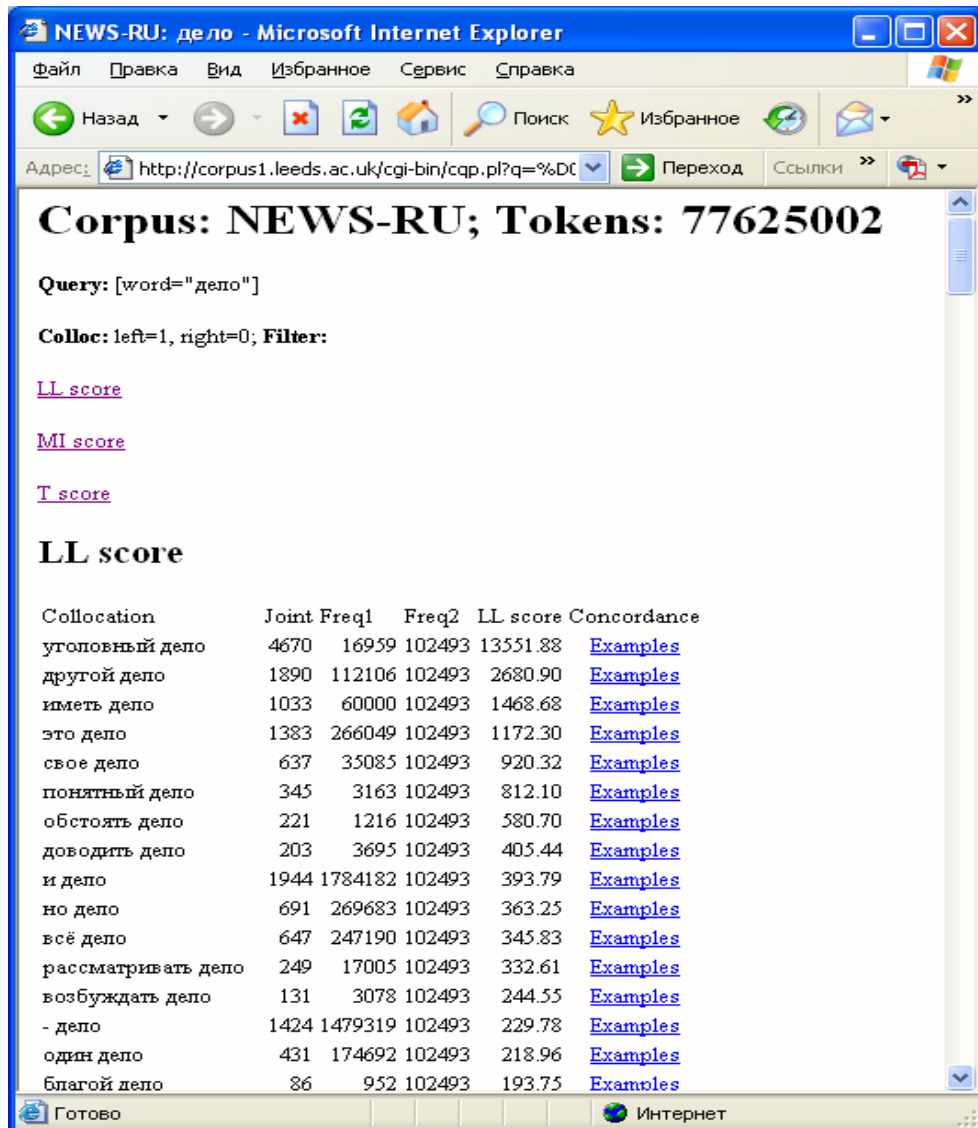 NEWS-RU: дело - Microsoft Internet Explorer
Файл Правка Вид Избранное Сервис Справка
Назад Поиск Избранное »
Адрес: http://corpus1.leeds.ac.uk/cgi-bin/cqp.pl?q=%D0 Переход Ссылки »
Corpus: NEWS-RU; Tokens: 77625002
Query: [word="дело"]
Colloc: left=1, right=0; Filter:
LL score
MI score
T score
LL score
Collocation Joint Freq1 Freq2 LL score Concordance
уголовный дело 4670 16959 102493 13551.88 Examples
другой дело 1890 112106 102493 2680.90 Examples
иметь дело 1033 60000 102493 1468.68 Examples
это дело 1383 266049 102493 1172.30 Examples
свое дело 637 35085 102493 920.32 Examples
понятный дело 345 3163 102493 812.10 Examples
обстоять дело 221 1216 102493 580.70 Examples
доводить дело 203 3695 102493 405.44 Examples
и дело 1944 1784182 102493 393.79 Examples
но дело 691 269683 102493 363.25 Examples
всё дело 647 247190 102493 345.83 Examples
рассматривать дело 249 17005 102493 332.61 Examples
возбуждать дело 131 3078 102493 244.55 Examples
- дело 1424 1479319 102493 229.78 Examples
один дело 431 174692 102493 218.96 Examples
благой дело 86 952 102493 193.75 Examples
Готово Интернет